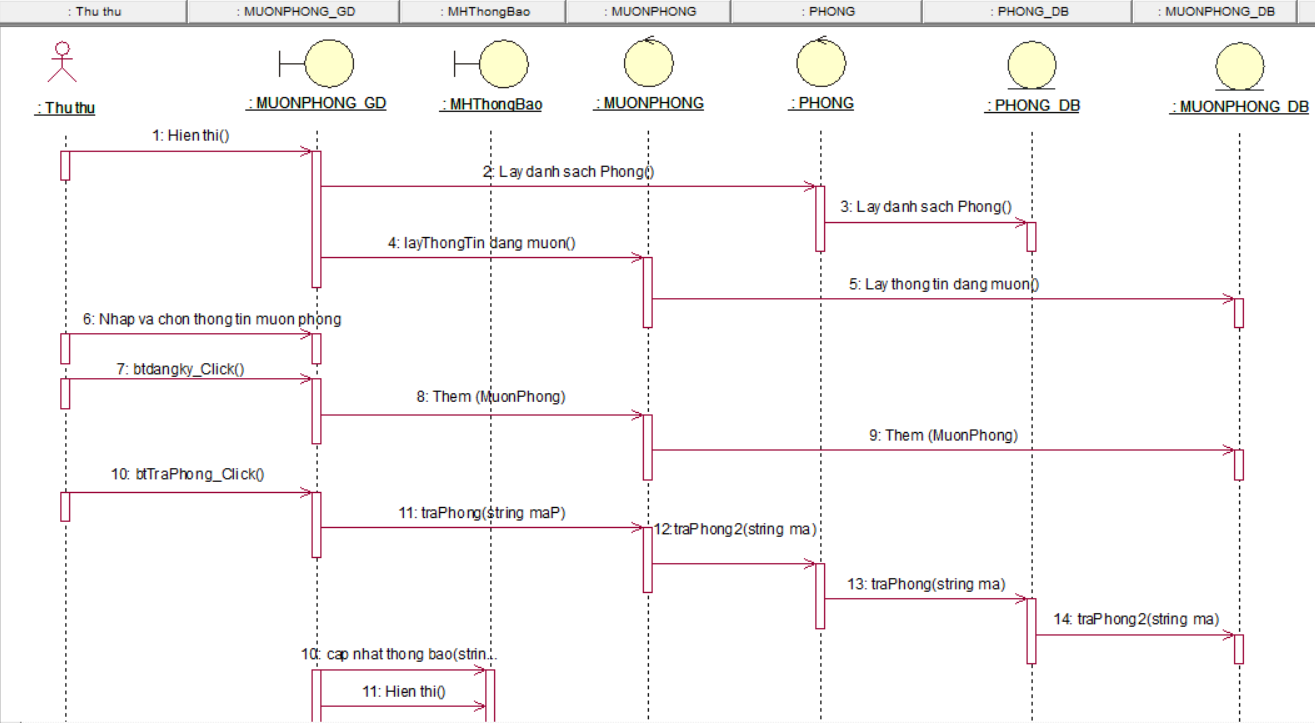 : Thu thu
: MUONPHONG_GD
: MHThongBao
: MUONPHONG
: PHONG
: PHONG_DB
: MUONPHONG_DB
: Thu thu
: MUONPHONG_GD
: MHThongBao
: MUONPHONG
: PHONG
: PHONG_DB
: MUONPHONG_DB
1: Hien thi()
2: Lay danh sach Phong()
3: Lay danh sach Phong()
4: layThongTin dang muon()
5: Lay thong tin dang muon()
6: Nhap va chon thong tin muon phong
7: btdangky_Click()
8: Them (MuonPhong)
9: Them (MuonPhong)
10: btTraPhong_Click()
11: traPhong(string maP)
12:traPhong2(string ma)
13: traPhong(string ma)
14: traPhong2(string ma)
10: cap nhat thong bao(strin...
11: Hien thi()